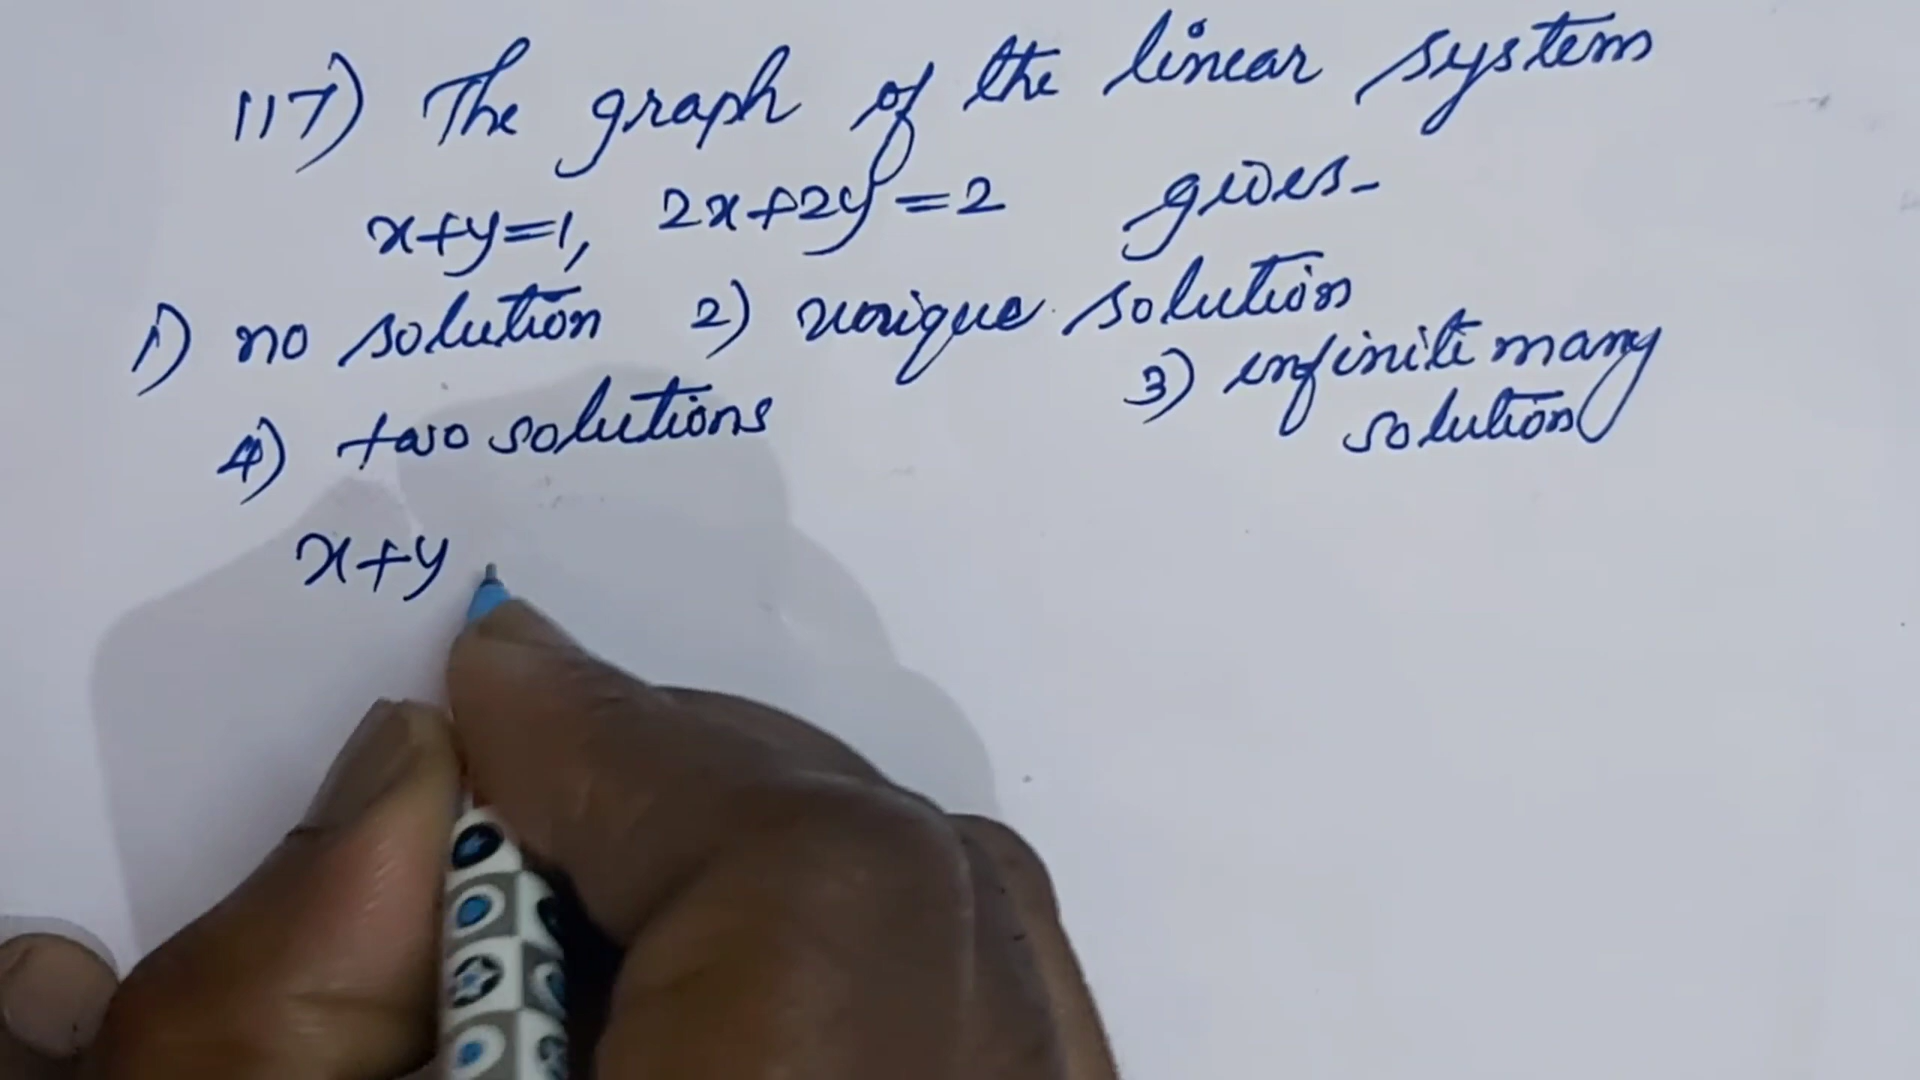 117) The graph of the linear system
x+y=1, 2x+2y=2 gives-
1) no solution 2) unique solution
3) infinite many
solution
4) two solutions
x+y